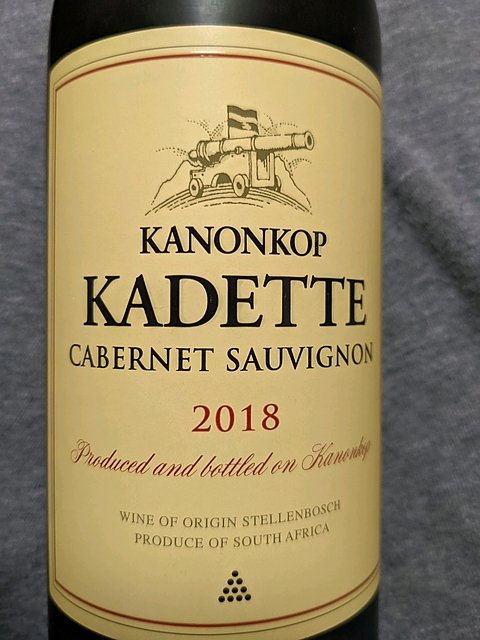 KANONKOP
KADETTE
CABERNET SAUVIGNON
2018
Produced and bottled on Kanonkop
WINE OF ORIGIN STELLENBOSCH
PRODUCE OF SOUTH AFRICA